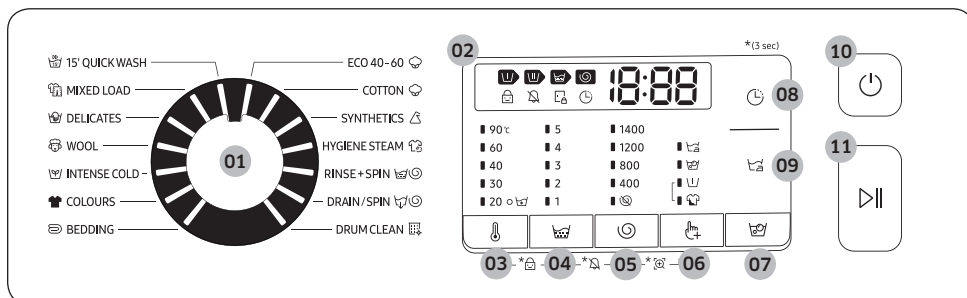 02
*(3 sec)
10
15' QUICK WASH
ECO 40-60
MIXED LOAD
COTTON
18:88
08
DELICATES
SYNTHETICS
90℃ 5 1400
WOOL
HYGIENE STEAM
60 4 1200
01
40 3 800
09
11
INTENSE COLD
RINSE+SPIN
30 2 400
COLOURS
DRAIN/SPIN
20 1
BEDDING
DRUM CLEAN
03 * 04 * 05 * 06 07